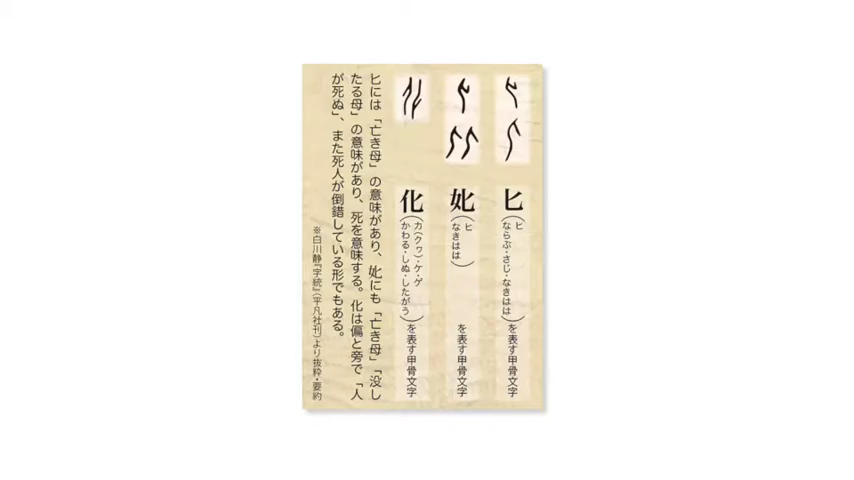 匕(ヒ ならぶ・さじ・なきはは)を表す甲骨文字
妣(ヒ なきはは)を表す甲骨文字
化(カ(クヮ)・ケ・ゲ かわる・しぬ・したがう)を表す甲骨文字
匕には「亡き母」の意味があり、妣にも「亡き母」「没し
たる母」の意味があり、死を意味する。化は偏と旁で「人
が死ぬ」、また死人が倒錯している形でもある。
※白川静『字統』(平凡社刊)より抜粋・要約